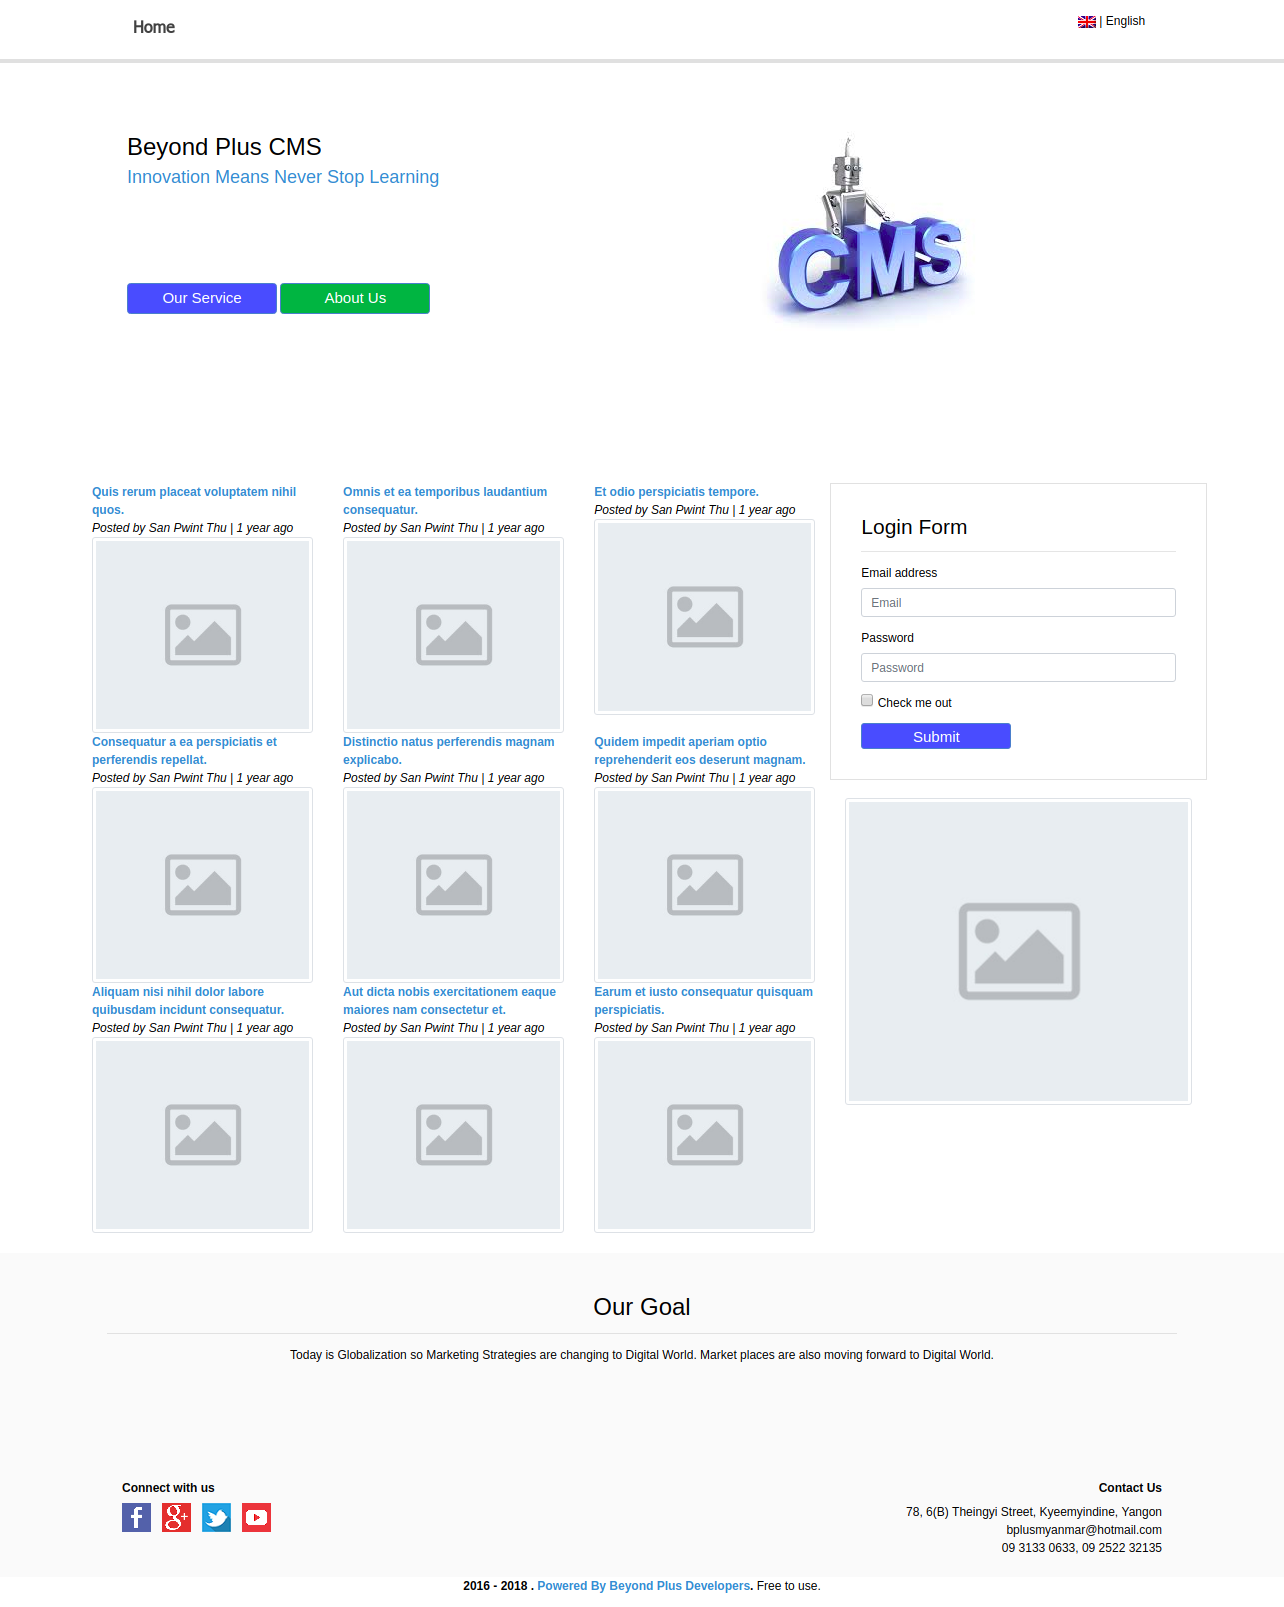 Home
| English
Beyond Plus CMS
Innovation Means Never Stop Learning
CMS
Our Service
About Us
Quis rerum placeat voluptatem nihil
quos.
Posted by San Pwint Thu | 1 year ago
Omnis et ea temporibus laudantium
consequatur.
Posted by San Pwint Thu | 1 year ago
Et odio perspiciatis tempore.
Posted by San Pwint Thu | 1 year ago
Consequatur a ea perspiciatis et
perferendis repellat.
Posted by San Pwint Thu | 1 year ago
Distinctio natus perferendis magnam
explicabo.
Posted by San Pwint Thu | 1 year ago
Quidem impedit aperiam optio
reprehenderit eos deserunt magnam.
Posted by San Pwint Thu | 1 year ago
Aliquam nisi nihil dolor labore
quibusdam incidunt consequatur.
Posted by San Pwint Thu | 1 year ago
Aut dicta nobis exercitationem eaque
maiores nam consectetur et.
Posted by San Pwint Thu | 1 year ago
Earum et iusto consequatur quisquam
perspiciatis.
Posted by San Pwint Thu | 1 year ago
Login Form
Email address
Email
Password
Password
Check me out
Submit
Our Goal
Today is Globalization so Marketing Strategies are changing to Digital World. Market places are also moving forward to Digital World.
Connect with us
Contact Us
78, 6(B) Theingyi Street, Kyeemyindine, Yangon
bplusmyanmar@hotmail.com
09 3133 0633, 09 2522 32135
2016 - 2018 . Powered By Beyond Plus Developers. Free to use.